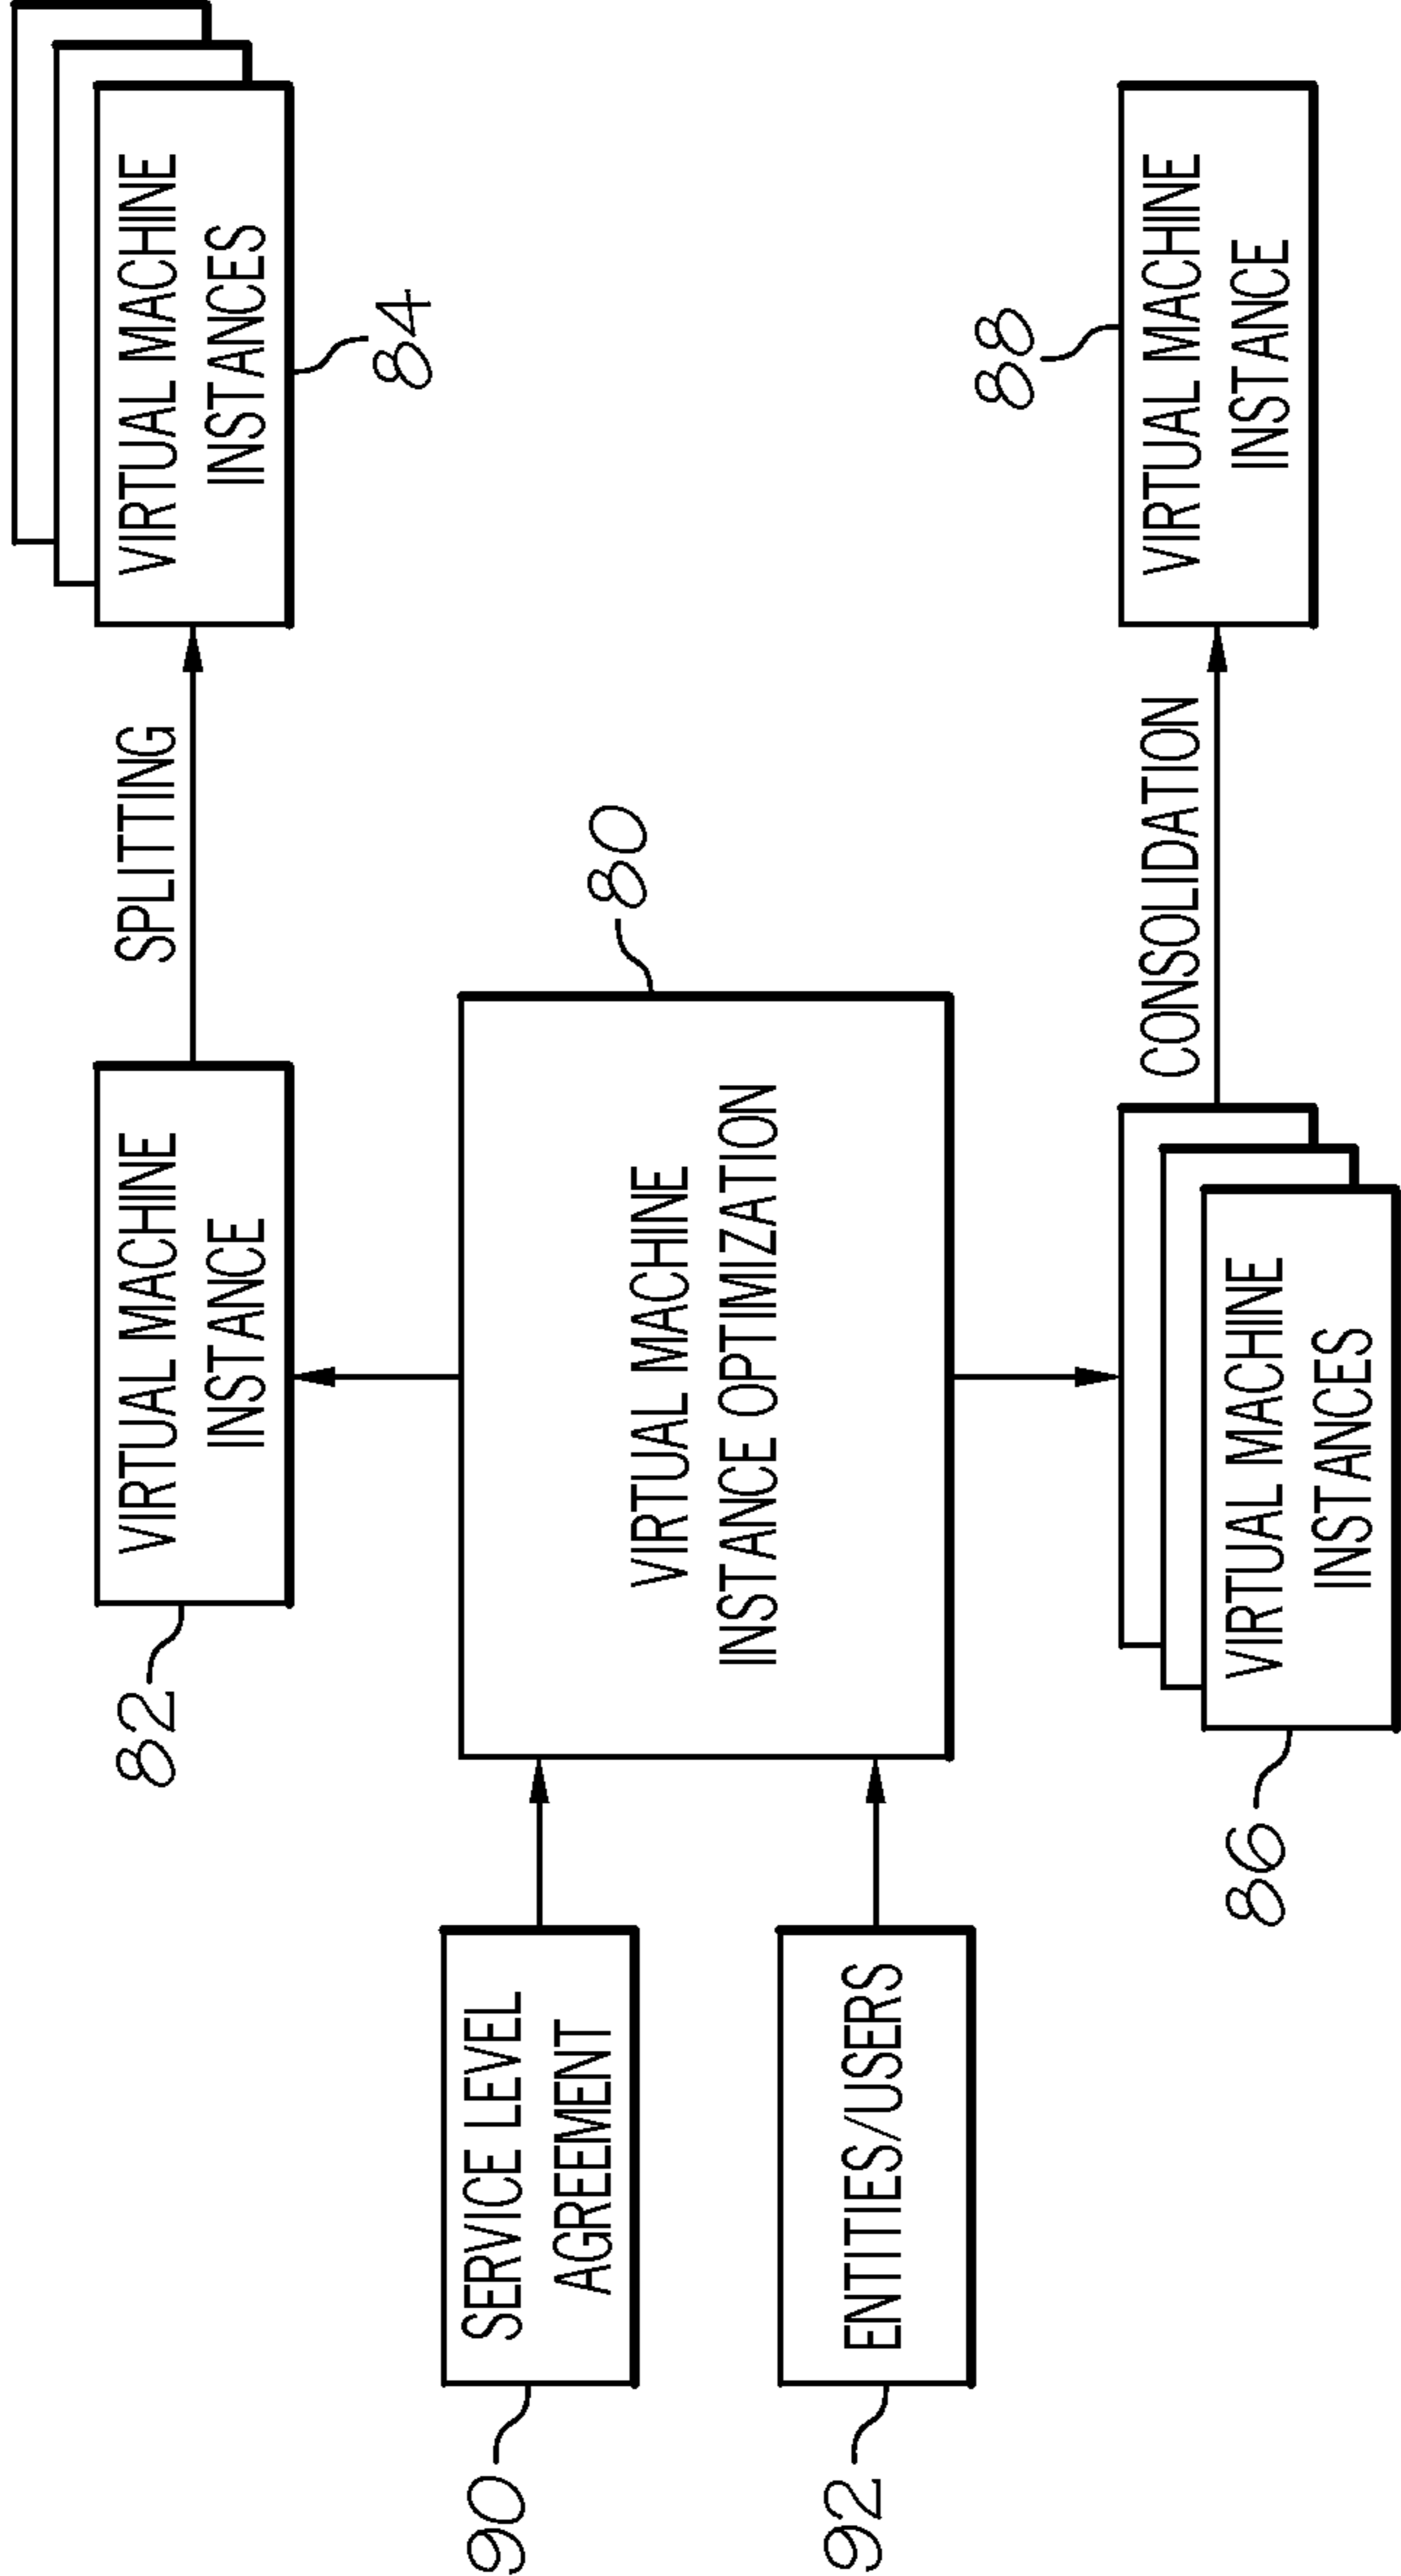 VIRTUAL MACHINE
INSTANCE
82
SPLITTING
VIRTUAL MACHINE
INSTANCES
84
SERVICE LEVEL
AGREEMENT
90
ENTITIES/USERS
92
VIRTUAL MACHINE
INSTANCE OPTIMIZATION
80
VIRTUAL MACHINE
INSTANCES
86
CONSOLIDATION
VIRTUAL MACHINE
INSTANCE
88